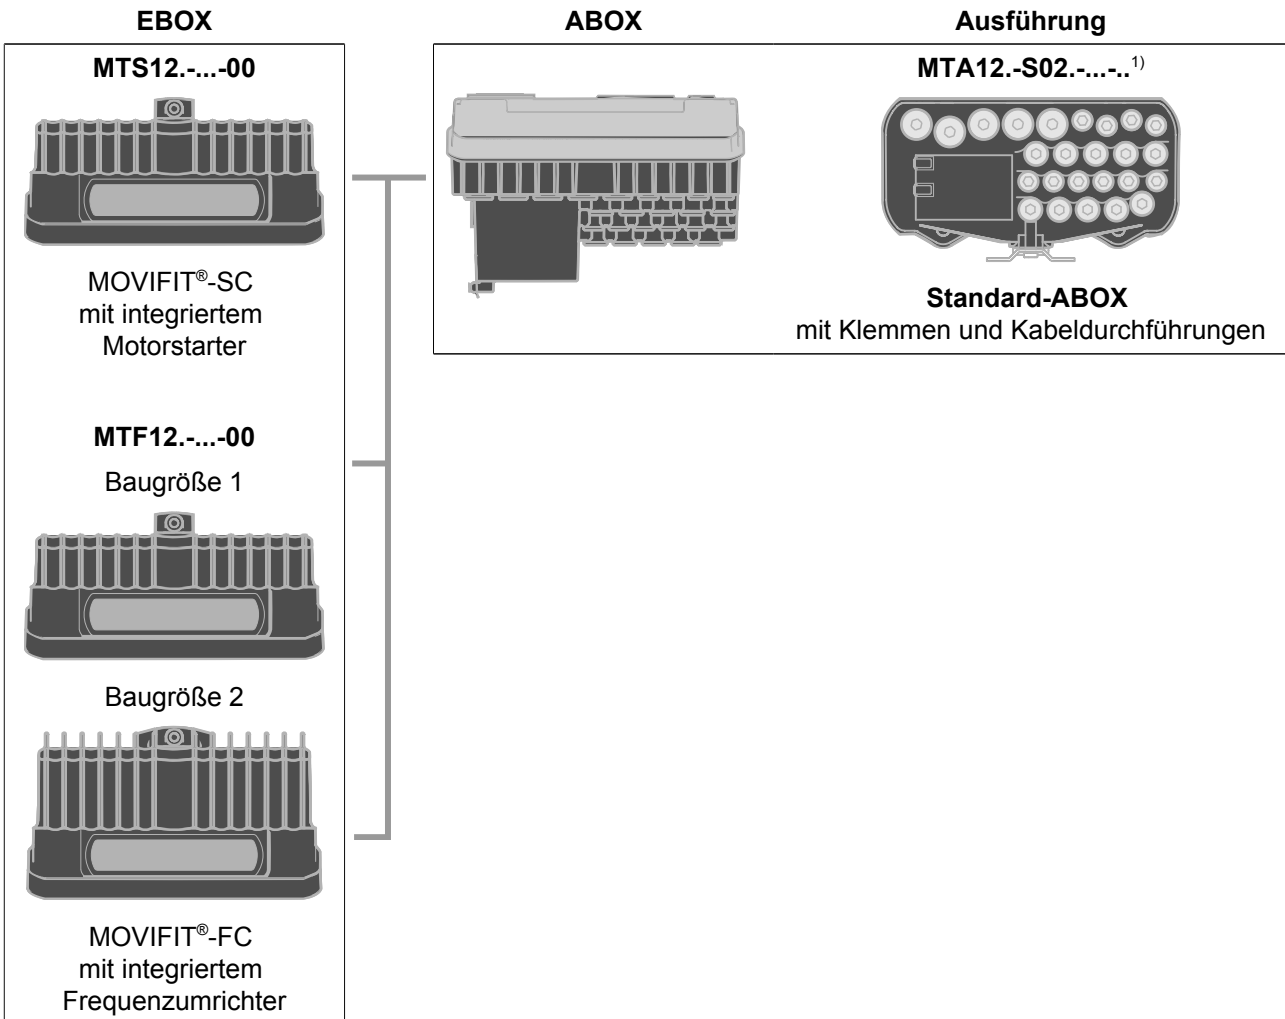 EBOX
ABOX
Ausführung
MTS12.-...-00
MOVIFIT®-SC
mit integriertem
Motorstarter
MTF12.-...-00
Baugröße 1
Baugröße 2
MOVIFIT®-FC
mit integriertem
Frequenzumrichter
MTA12.-S02.-...-..1)
Standard-ABOX
mit Klemmen und Kabeldurchführungen